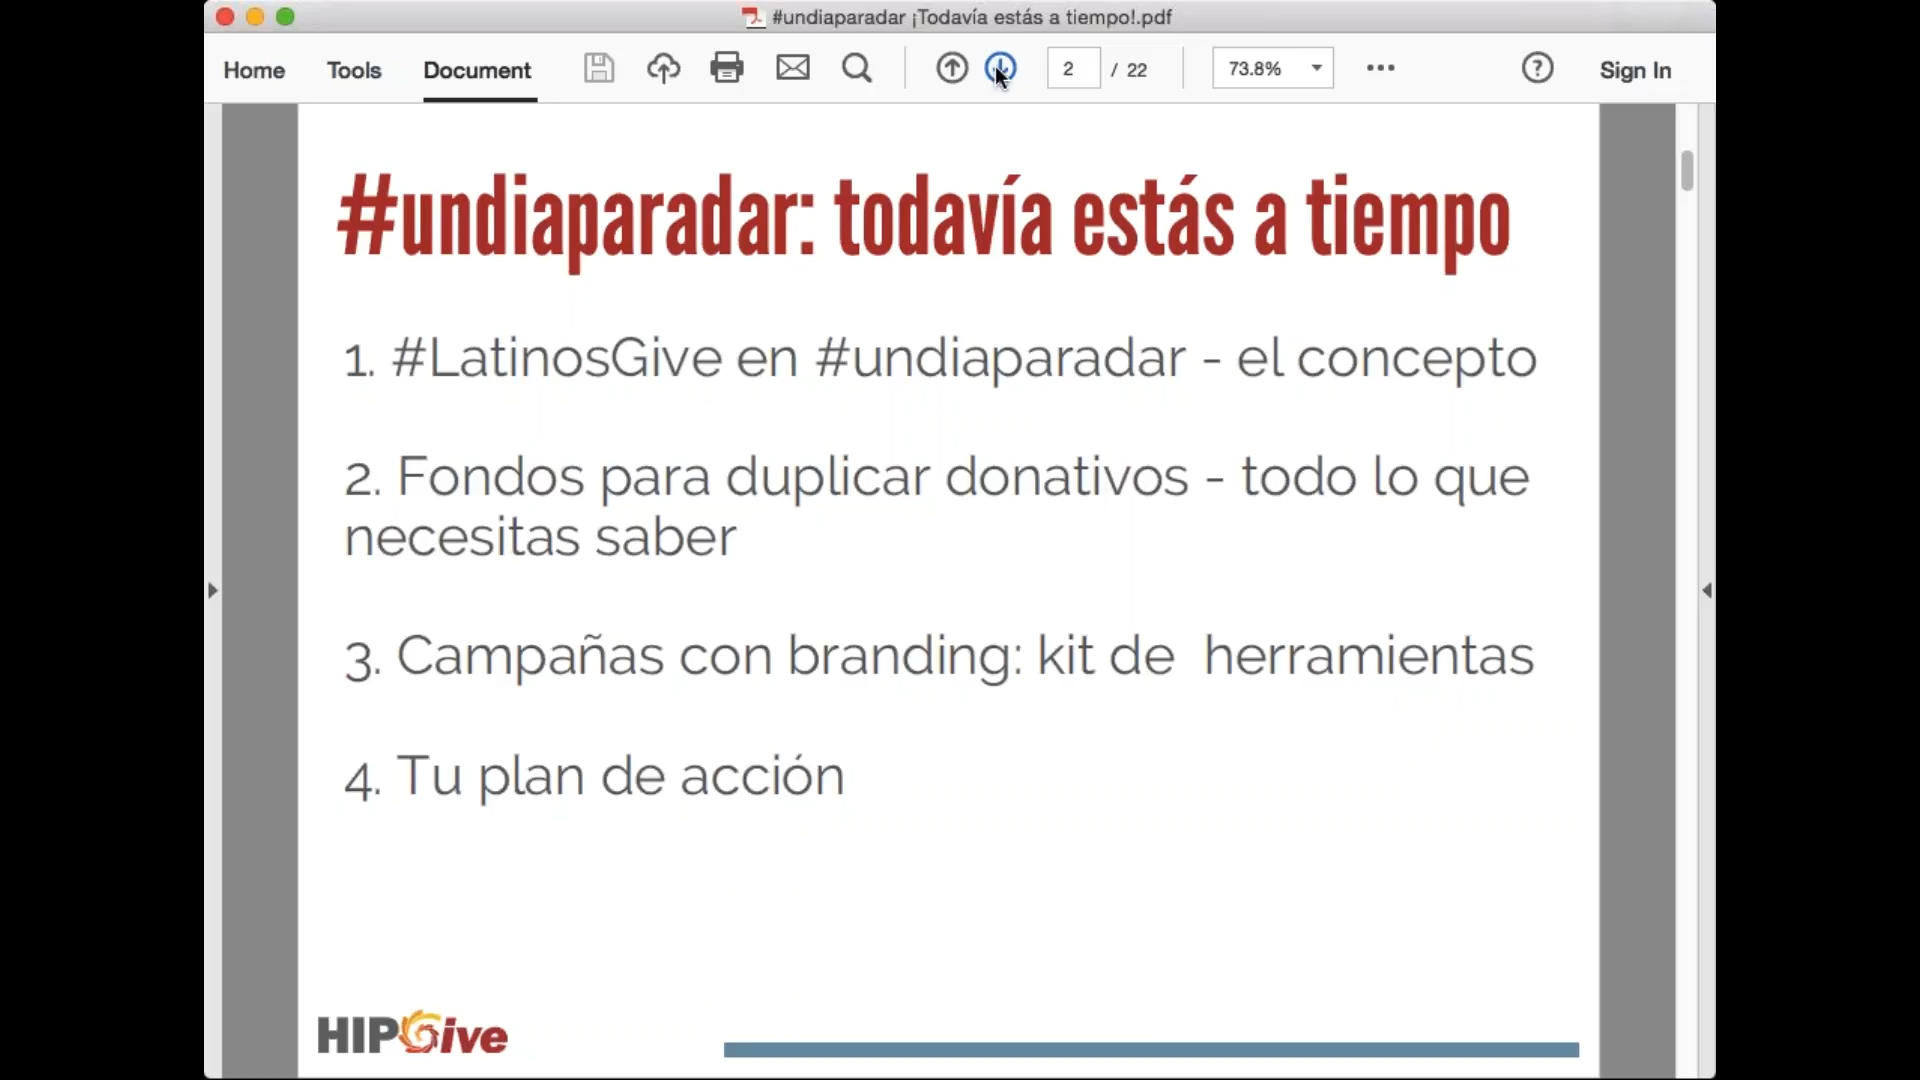 #undiaparadar ¡Todavía estás a tiempo!.pdf
Home Tools Document 2 / 22 73.8% Sign In
#undiaparadar: todavía estás a tiempo
1. #LatinosGive en #undiaparadar - el concepto
2. Fondos para duplicar donativos - todo lo que
necesitas saber
3. Campañas con branding: kit de herramientas
4. Tu plan de acción
HIPGive